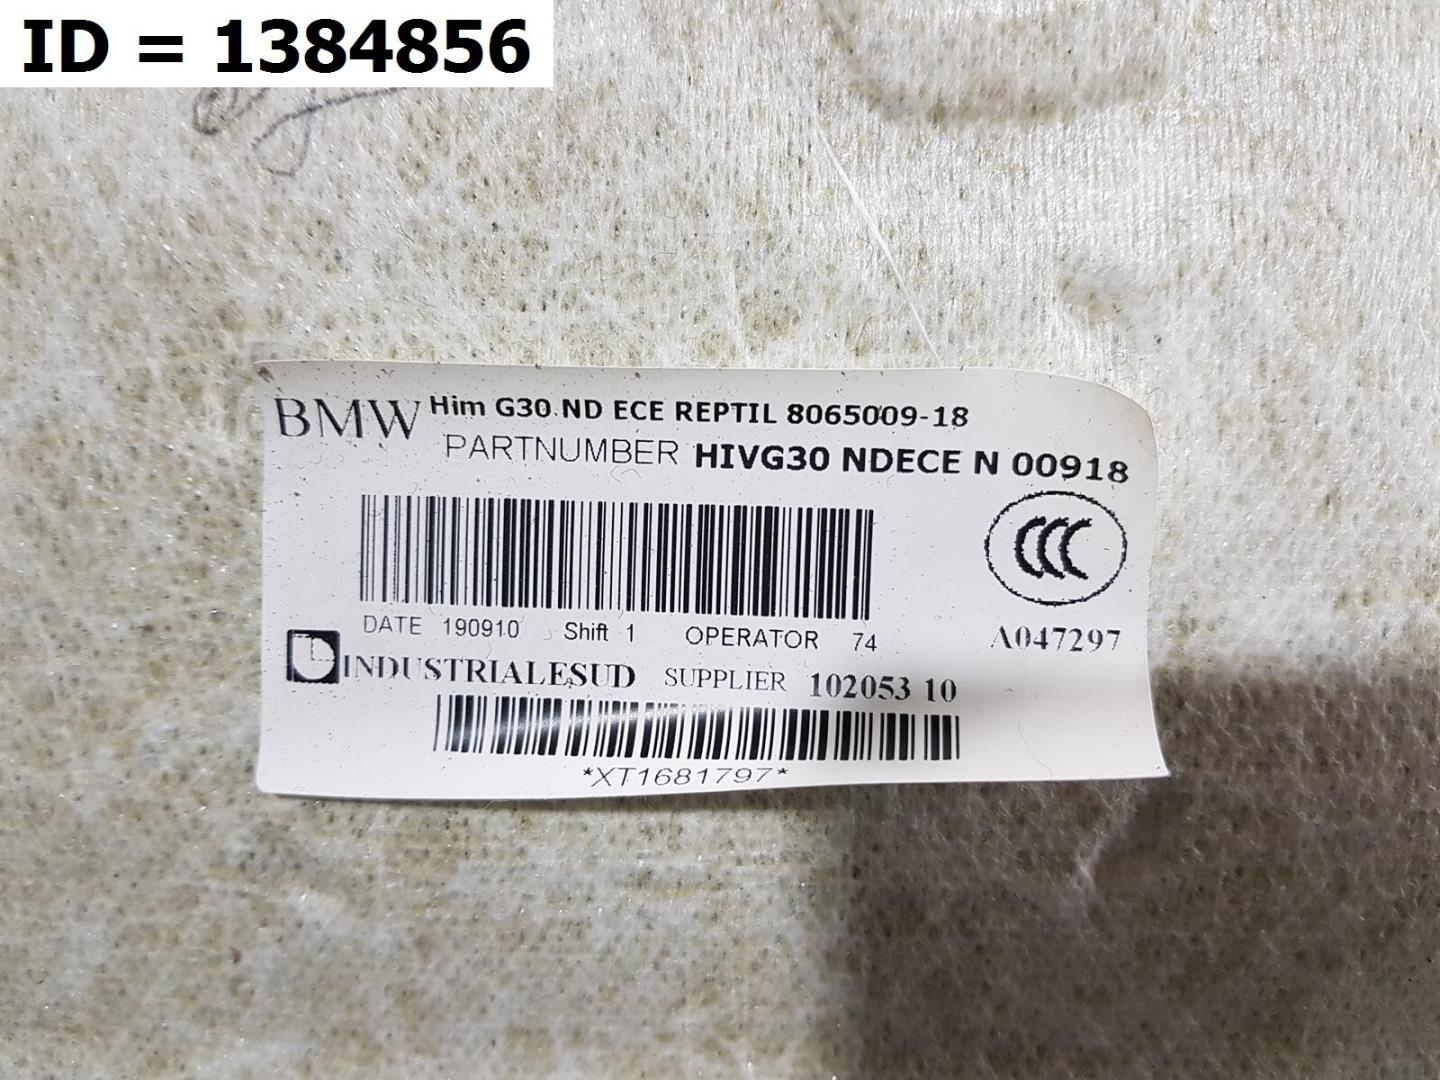 ID = 1384856
BMW Him G30 ND ECE REPTIL 8065009-18
PARTNUMBER HIVG30 NDECE N 00918
CCC
DATE 190910 Shift 1 OPERATOR 74
A047297
INDUSTRIALESUD SUPPLIER 102053 10
*XT1681797*